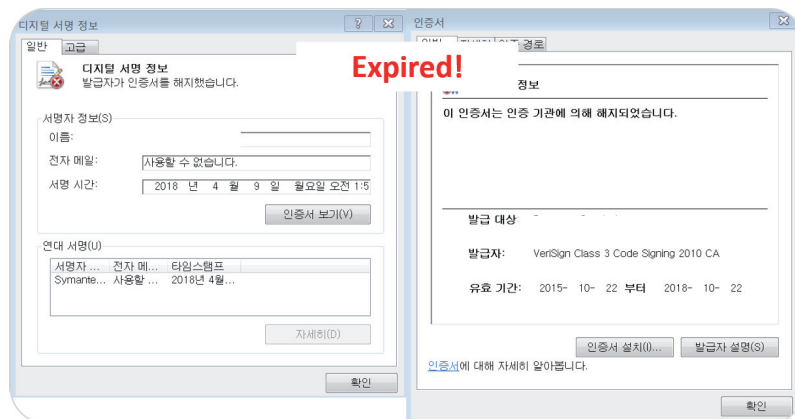 디지털 서명 정보
일반 고급
디지털 서명 정보
발급자가 인증서를 해지했습니다.
서명자 정보(S)
이름:
전자 메일: 사용할 수 없습니다.
서명 시간: 2018 년 4 월 9 일 월요일 오전 1:5
인증서 보기(V)
연대 서명(U)
서명자 ... 전자 메... 타임스탬프
Symante... 사용할 ... 2018년 4월...
자세히(D)
확인
인증서
경로
Expired!
정보
이 인증서는 인증 기관에 의해 해지되었습니다.
발급 대상:
발급자: VeriSign Class 3 Code Signing 2010 CA
유효 기간: 2015- 10- 22 부터 2018- 10- 22
인증서 설치(I)... 발급자 설명(S)
인증서에 대해 자세히 알아봅니다.
확인